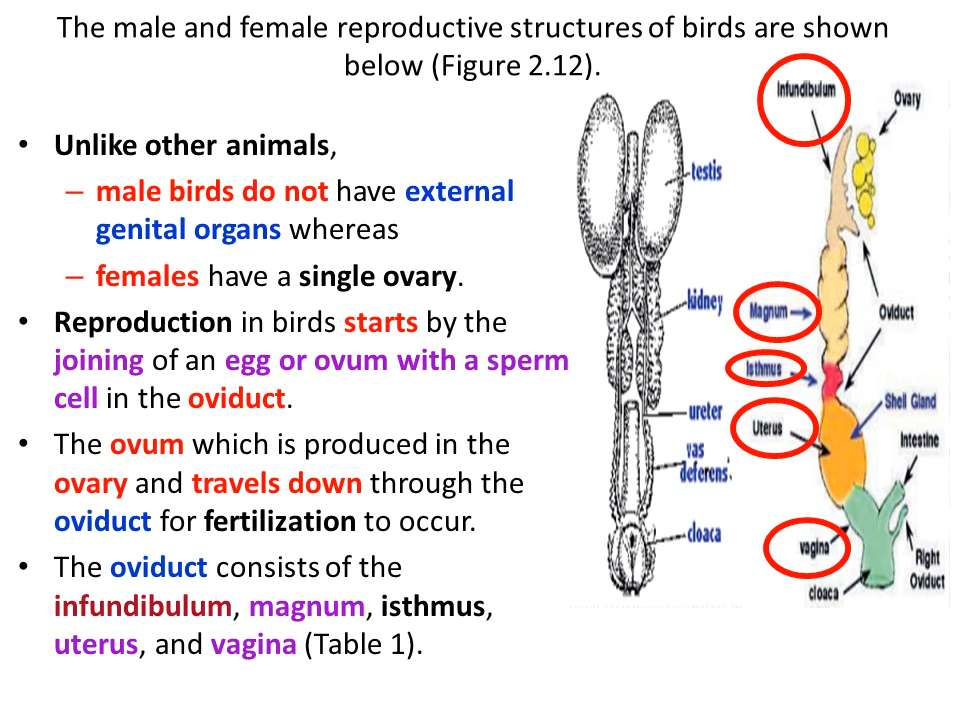 The male and female reproductive structures of birds are shown
below (Figure 2.12).
• Unlike other animals,
– male birds do not have external
genital organs whereas
– females have a single ovary.
• Reproduction in birds starts by the
joining of an egg or ovum with a sperm
cell in the oviduct.
• The ovum which is produced in the
ovary and travels down through the
oviduct for fertilization to occur.
• The oviduct consists of the
infundibulum, magnum, isthmus,
uterus, and vagina (Table 1).
testis
kidney
ureter
vas
deferens
cloaca
Infundibulum
Ovary
Magnum
Oviduct
Isthmus
Shell Gland
Uterus
Intestine
vagina
Right
Oviduct
cloaca